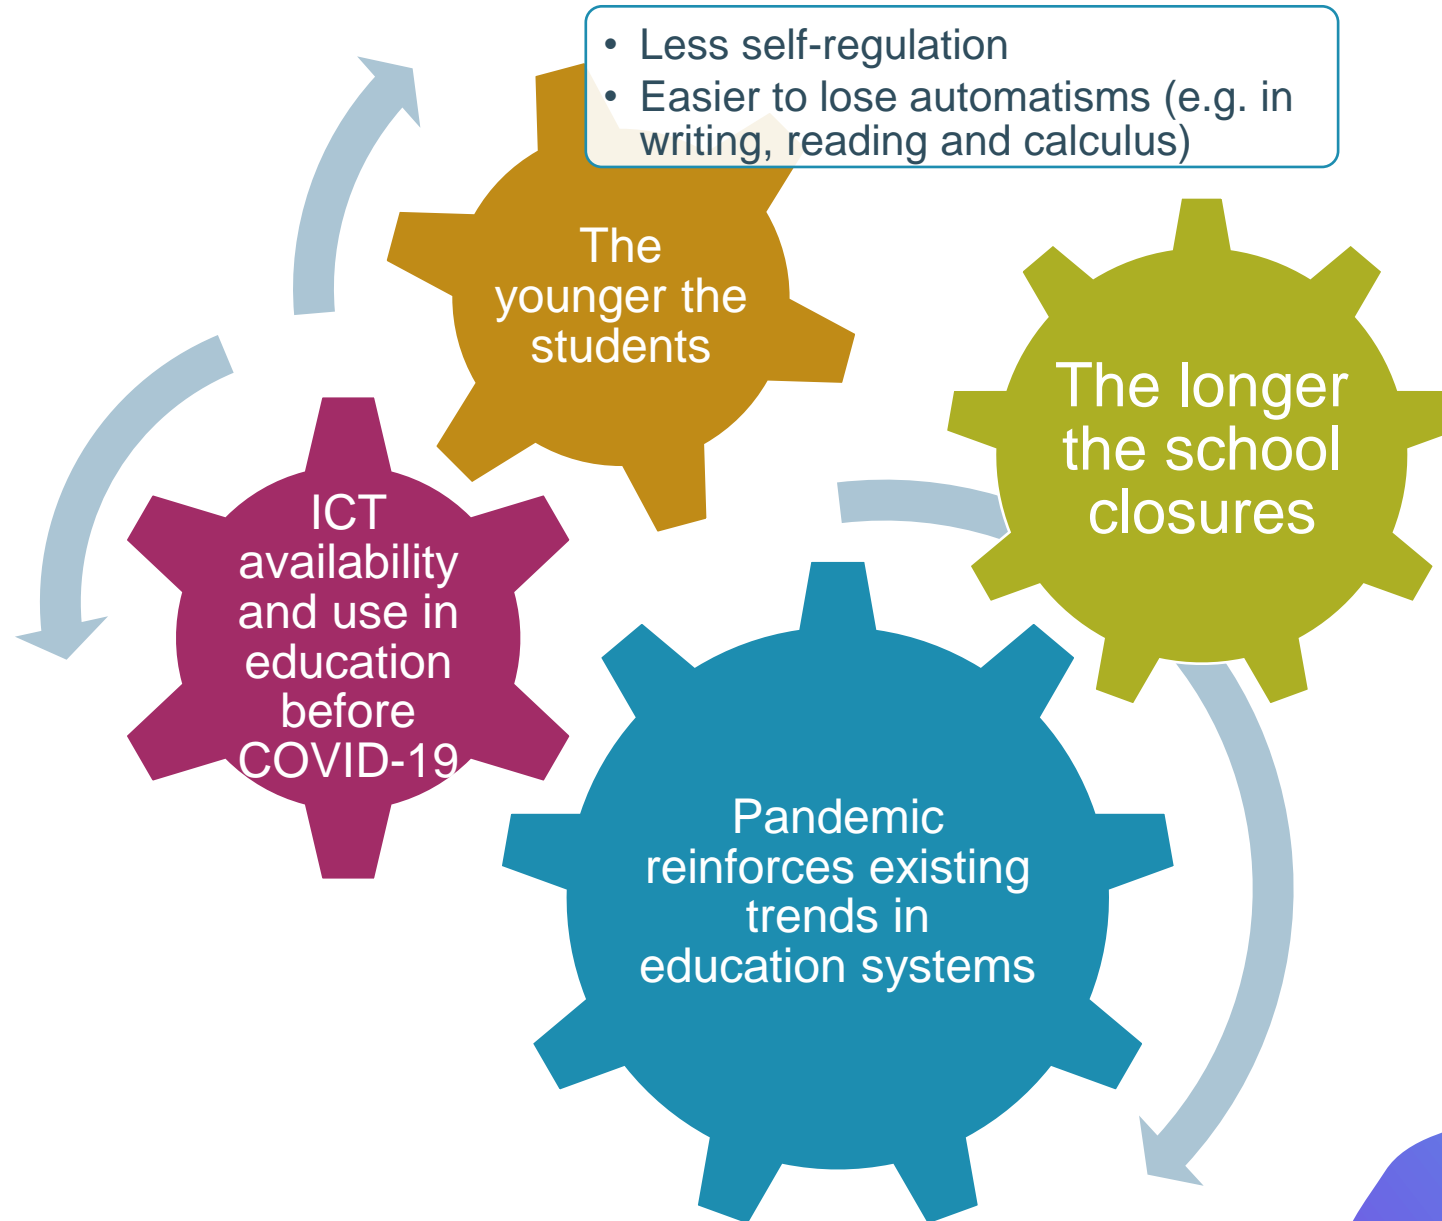 • Less self-regulation
• Easier to lose automatisms (e.g. in
writing, reading and calculus)
The
younger the
students
The longer
the school
closures
ICT
availability
and use in
education
before
COVID-19
Pandemic
reinforces existing
trends in
education systems